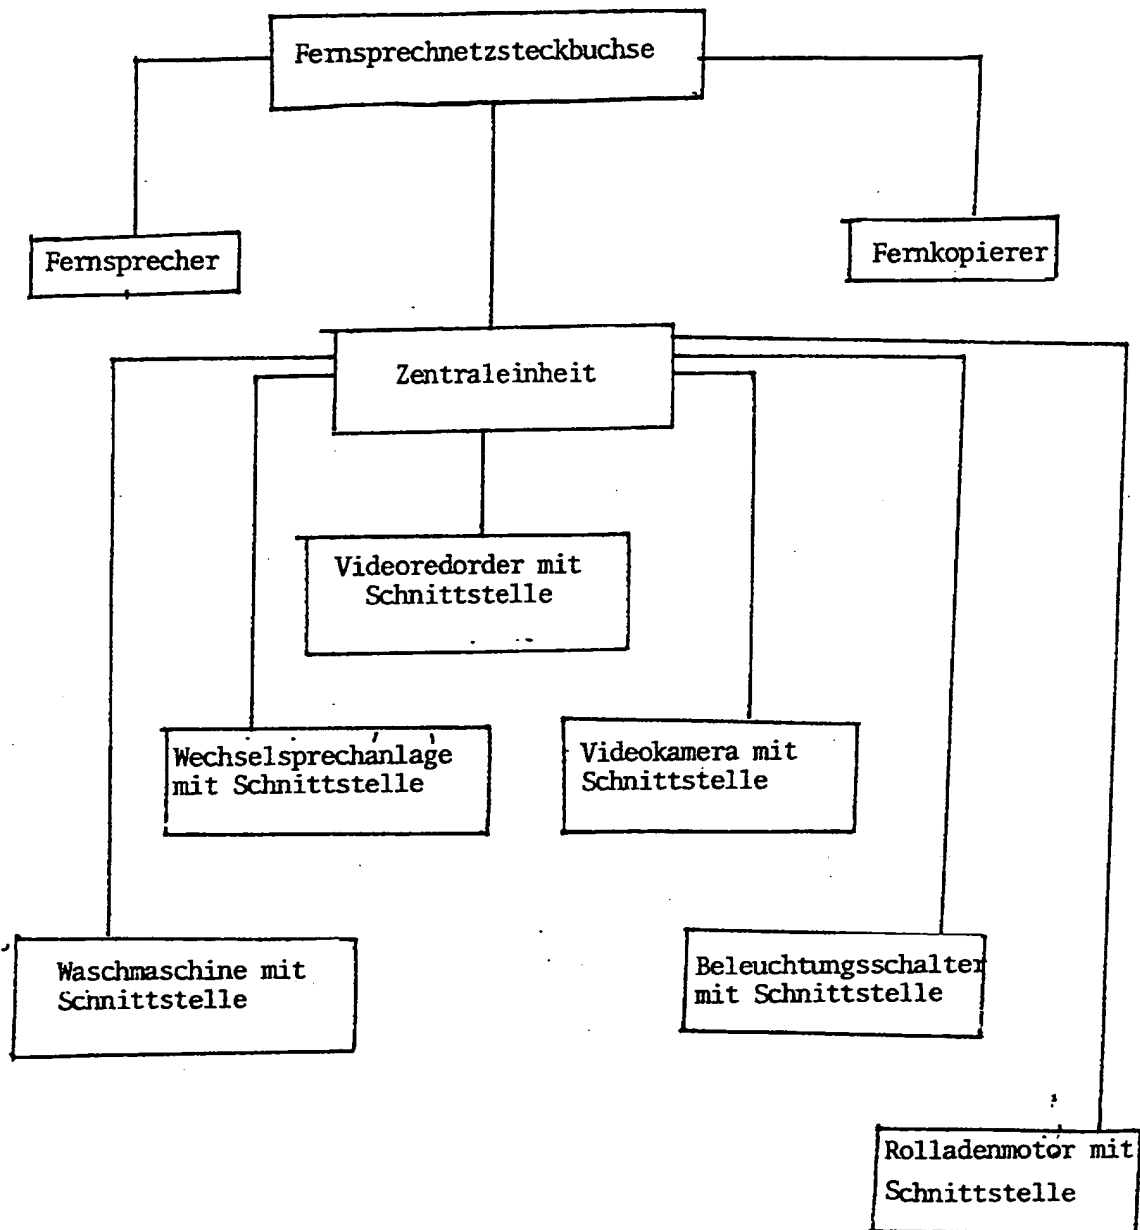 Fernsprechnetzsteckbuchse
Fernsprecher
Fernkopierer
Zentraleinheit
Videoredorder mit
Schnittstelle
Wechselsprechanlage
mit Schnittstelle
Videokamera mit
Schnittstelle
Waschmaschine mit
Schnittstelle
Beleuchtungsschalter
mit Schnittstelle
Rolladenmotor mit
Schnittstelle